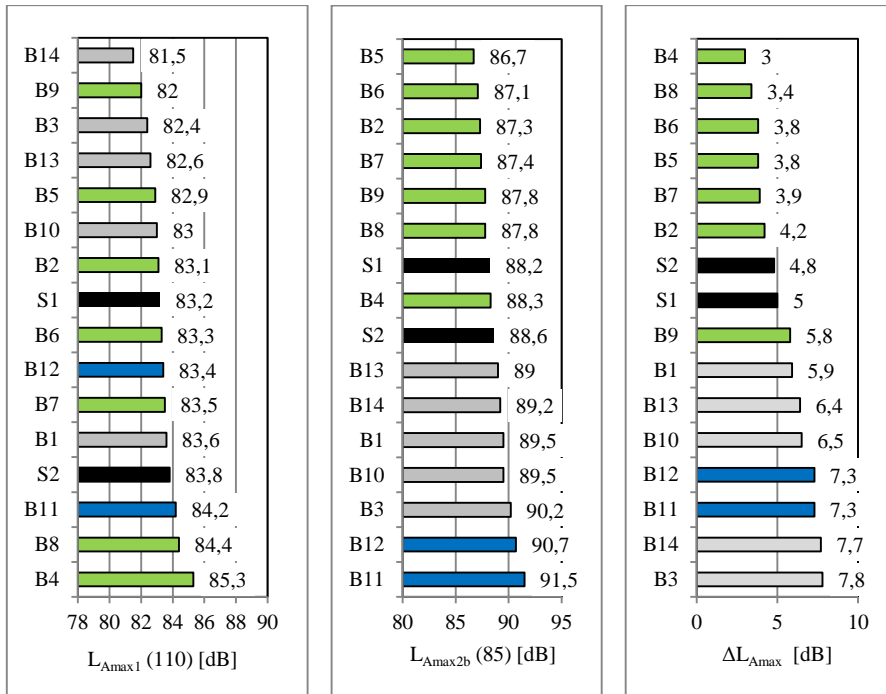 B14 81,5
B9 82
B3 82,4
B13 82,6
B5 82,9
B10 83
B2 83,1
S1 83,2
B6 83,3
B12 83,4
B7 83,5
B1 83,6
S2 83,8
B11 84,2
B8 84,4
B4 85,3
78 80 82 84 86 88 90
LAmax1 (110) [dB]
B5 86,7
B6 87,1
B2 87,3
B7 87,4
B9 87,8
B8 87,8
S1 88,2
B4 88,3
S2 88,6
B13 89
B14 89,2
B1 89,5
B10 89,5
B3 90,2
B12 90,7
B11 91,5
80 85 90 95
LAmax2b (85) [dB]
B4 3
B8 3,4
B6 3,8
B5 3,8
B7 3,9
B2 4,2
S2 4,8
S1 5
B9 5,8
B1 5,9
B13 6,4
B10 6,5
B12 7,3
B11 7,3
B14 7,7
B3 7,8
0 5 10
ΔLAmax [dB]